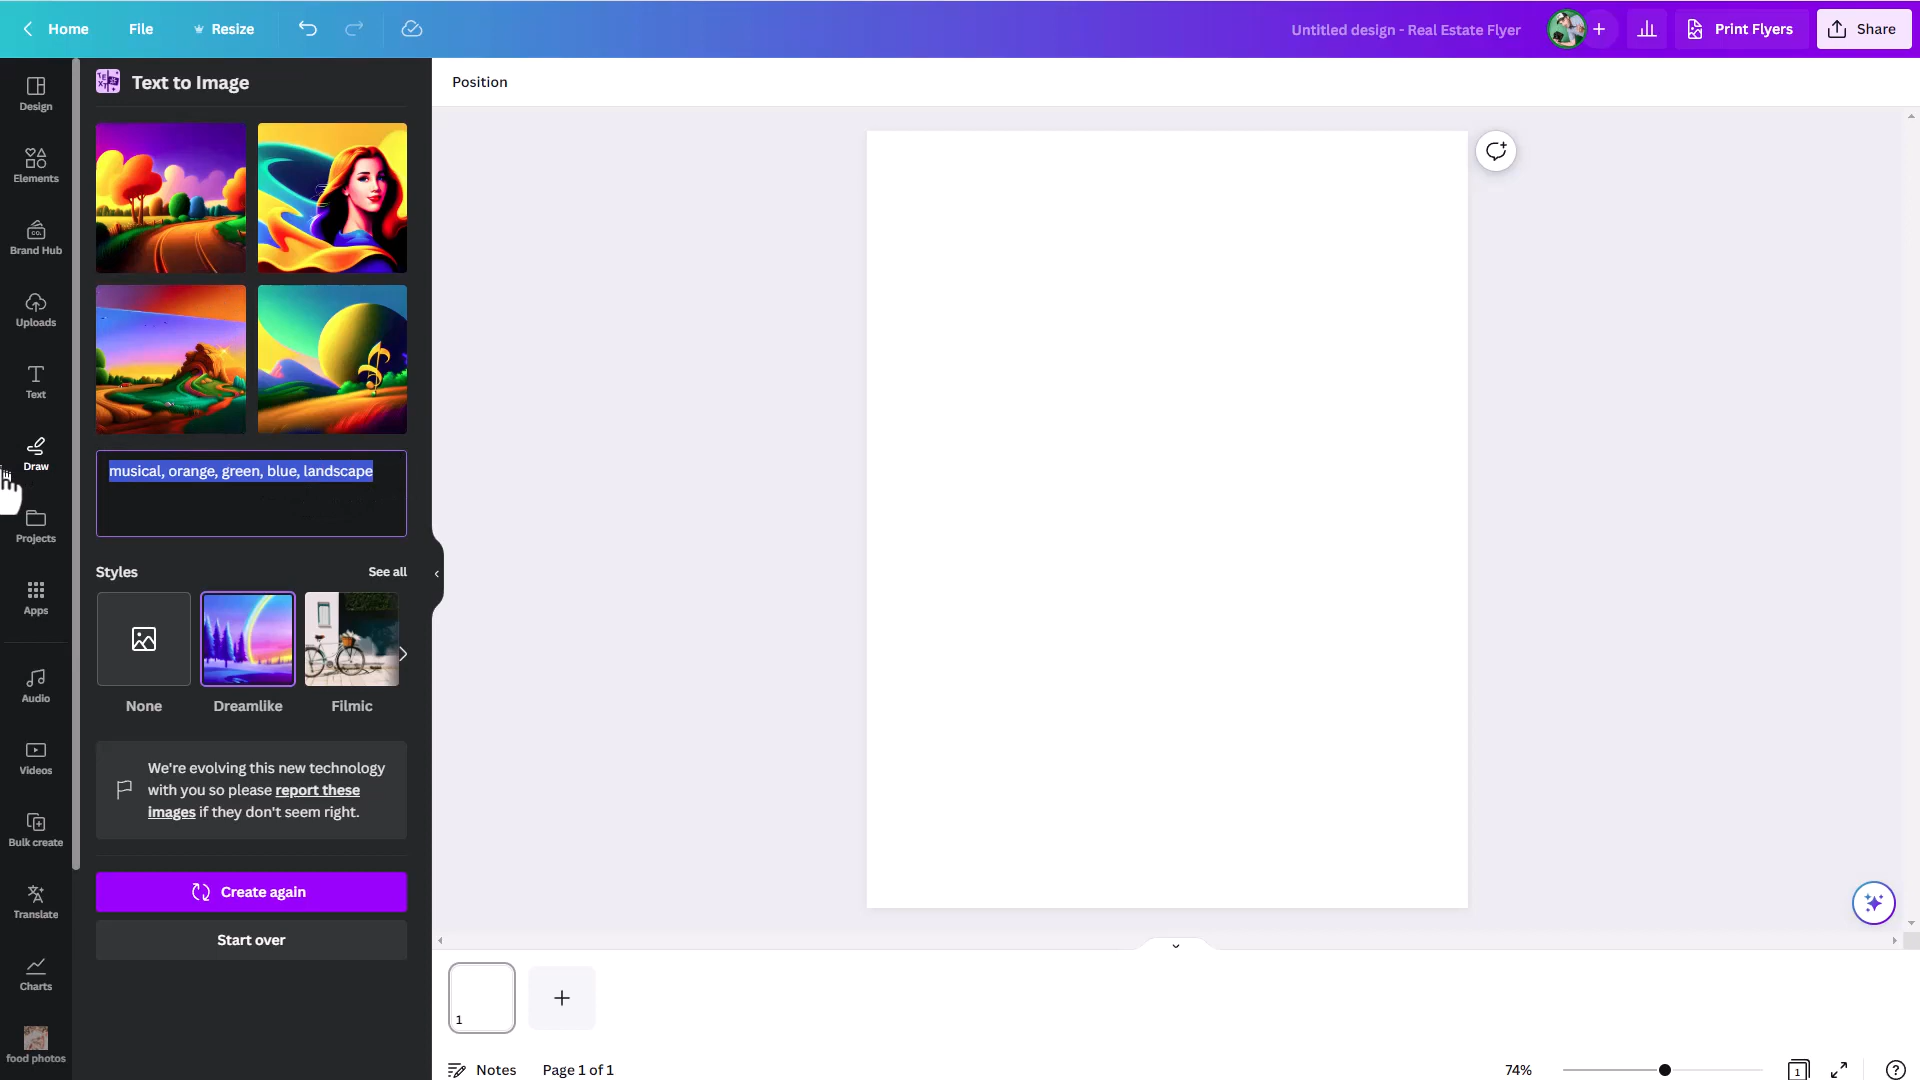 Home
File
Resize
Untitled design - Real Estate Flyer
Print Flyers
Share
Design
Elements
Brand Hub
Uploads
Text
Draw
Projects
Apps
Audio
Videos
Bulk create
Translate
Charts
food photos
Text to Image
musical, orange, green, blue, landscape
Styles
See all
None
Dreamlike
Filmic
We're evolving this new technology
with you so please report these
images if they don't seem right.
Create again
Start over
Position
1
Notes
Page 1 of 1
74%
1